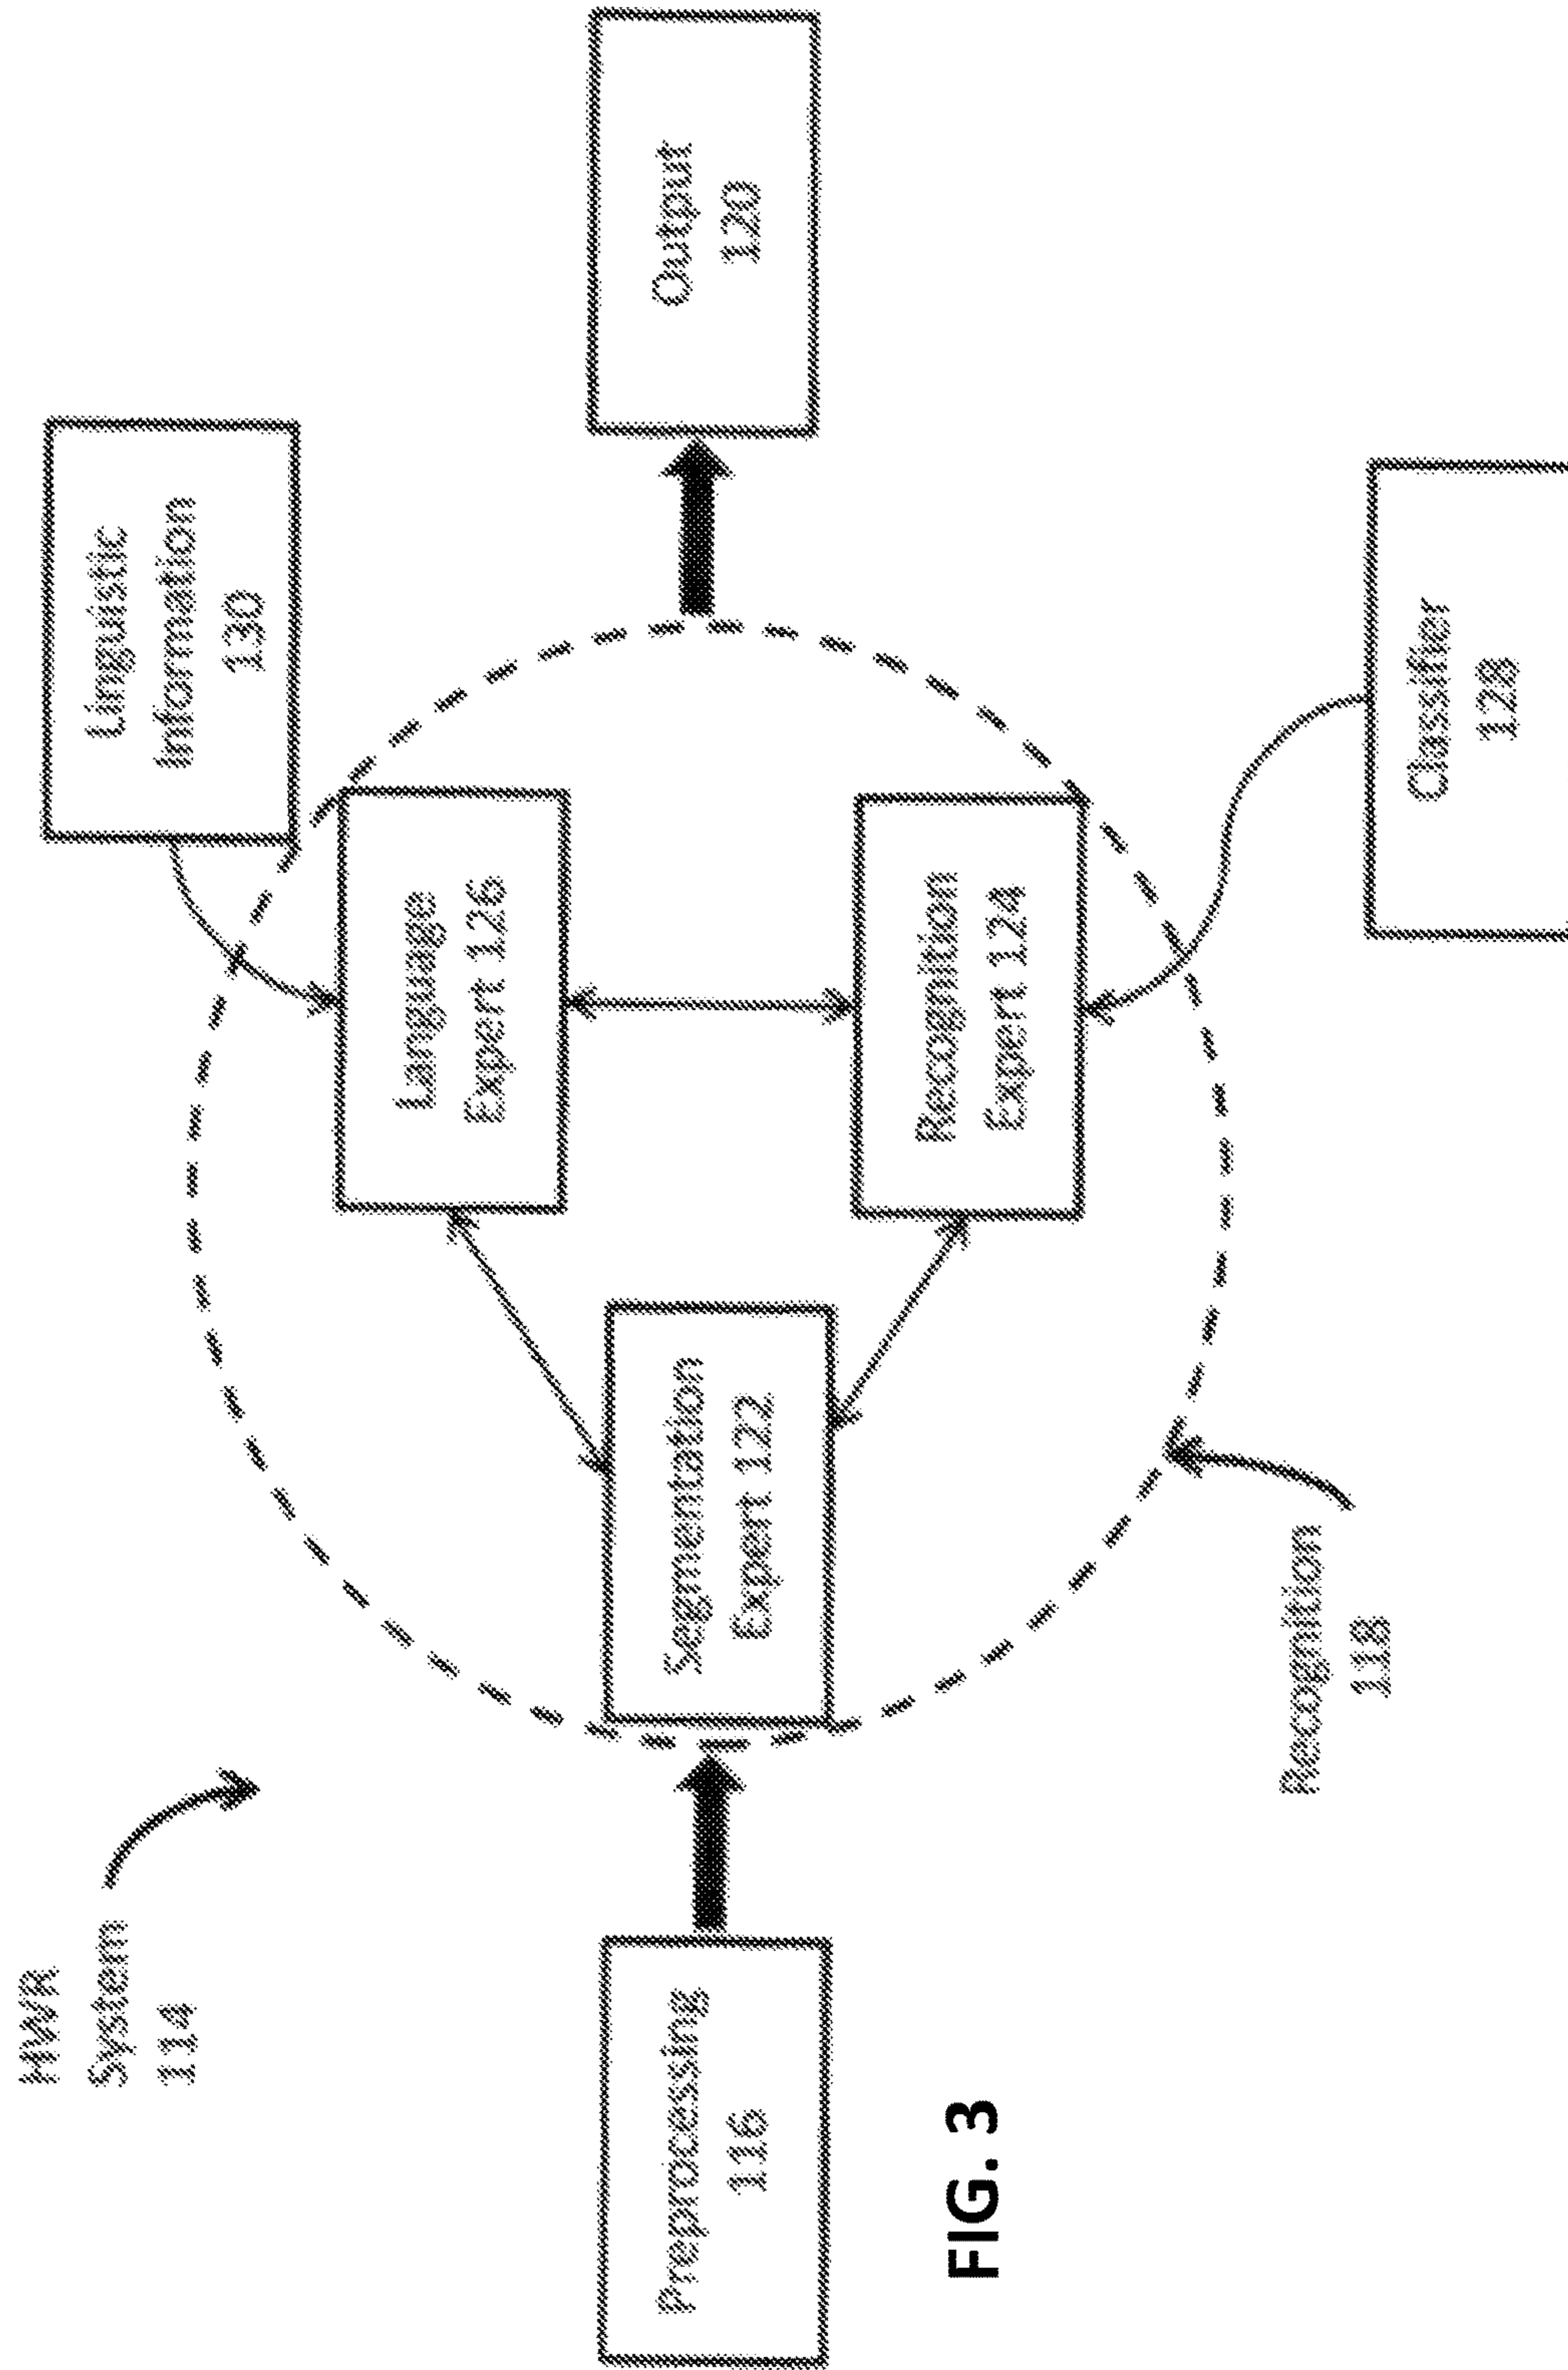 HWR
System
114
Linguistic
Information
130
Language
Expert 126
Preprocessing
116
Segmentation
Expert 122
Output
120
Recognition
Expert 124
Recognition
118
Classifier
128
FIG. 3